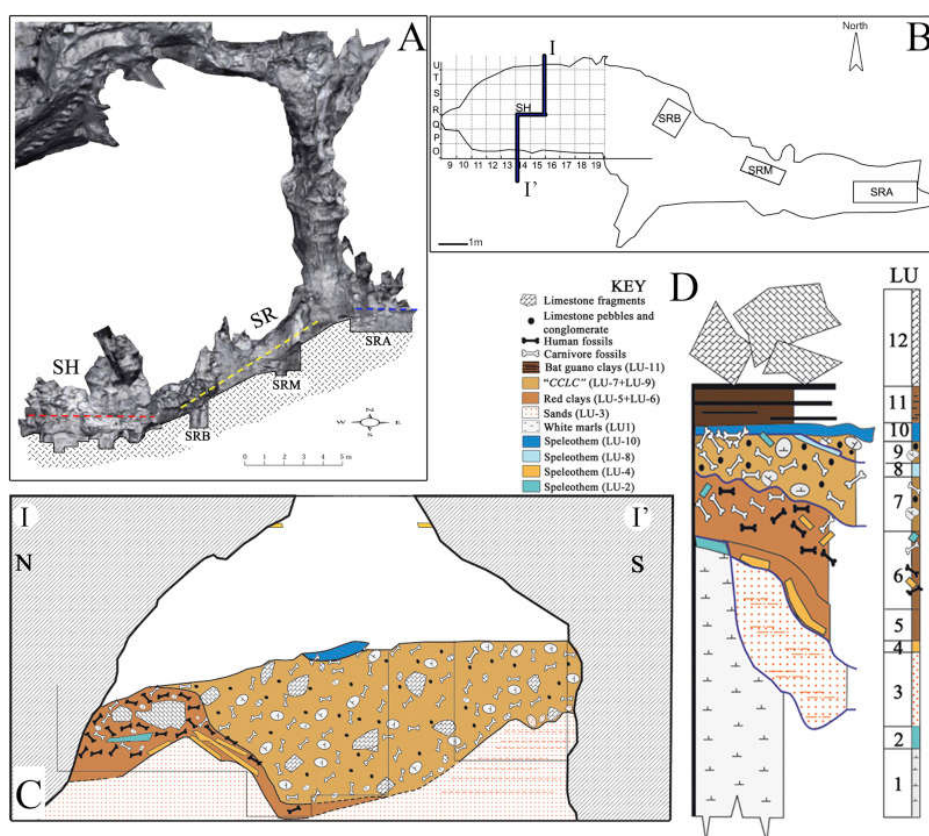 A
SH
SR
SRB
SRM
SRA
N
W E
S
0 1 2 3 4 5 m
B
North
I
U
T
S
R
Q
P
O
SH
9 10 11 12 13 14 15 16 17 18 19
I'
SRB
SRM
SRA
1m
KEY
Limestone fragments
Limestone pebbles and
conglomerate
Human fossils
Carnivore fossils
Bat guano clays (LU-11)
"CCLC" (LU-7+LU-9)
Red clays (LU-5+LU-6)
Sands (LU-3)
White marls (LU1)
Speleothem (LU-10)
Speleothem (LU-8)
Speleothem (LU-4)
Speleothem (LU-2)
D
LU
12
11
10
9
8
7
6
5
4
3
2
1
I
I'
N
S
C